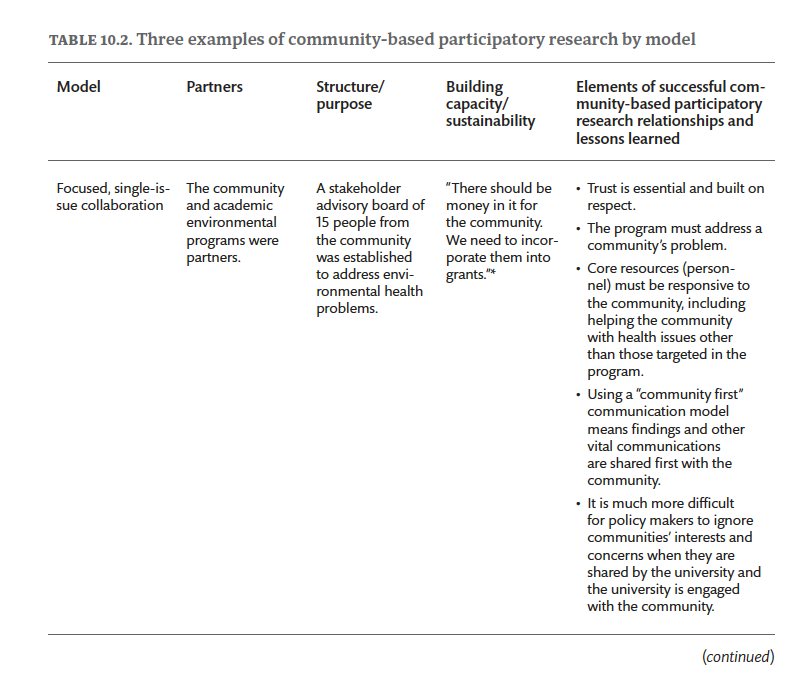 TABLE 10.2. Three examples of community-based participatory research by model
Model
Partners
Structure/
purpose
Building
capacity/
sustainability
Elements of successful com-
munity-based participatory
research relationships and
lessons learned
Focused, single-is-
sue collaboration
The community
and academic
environmental
programs were
partners.
A stakeholder
advisory board of
15 people from
the community
was established
to address envi-
ronmental health
problems.
"There should be
money in it for
the community.
We need to incor-
porate them into
grants."*
• Trust is essential and built on
respect.
• The program must address a
community's problem.
• Core resources (person-
nel) must be responsive to
the community, including
helping the community
with health issues other
than those targeted in the
program.
• Using a "community first"
communication model
means findings and other
vital communications
are shared first with the
community.
• It is much more difficult
for policy makers to ignore
communities' interests and
concerns when they are
shared by the university and
the university is engaged
with the community.
(continued)